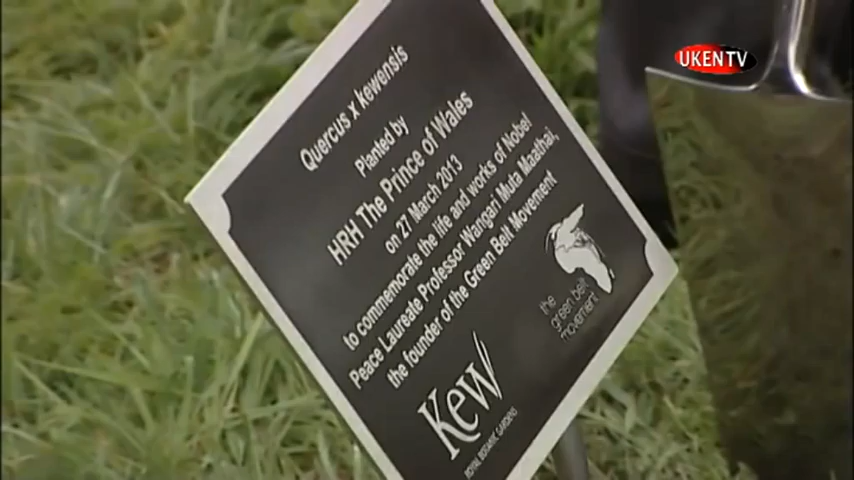 UKENTV
Quercus x kewensis
Planted by
HRH The Prince of Wales
on 27 March 2013
to commemorate the life and works of Nobel
Peace Laureate Professor Wangari Muta Maathai,
the founder of the Green Belt Movement
the
green belt
movement
Kew
ROYAL BOTANIC GARDENS